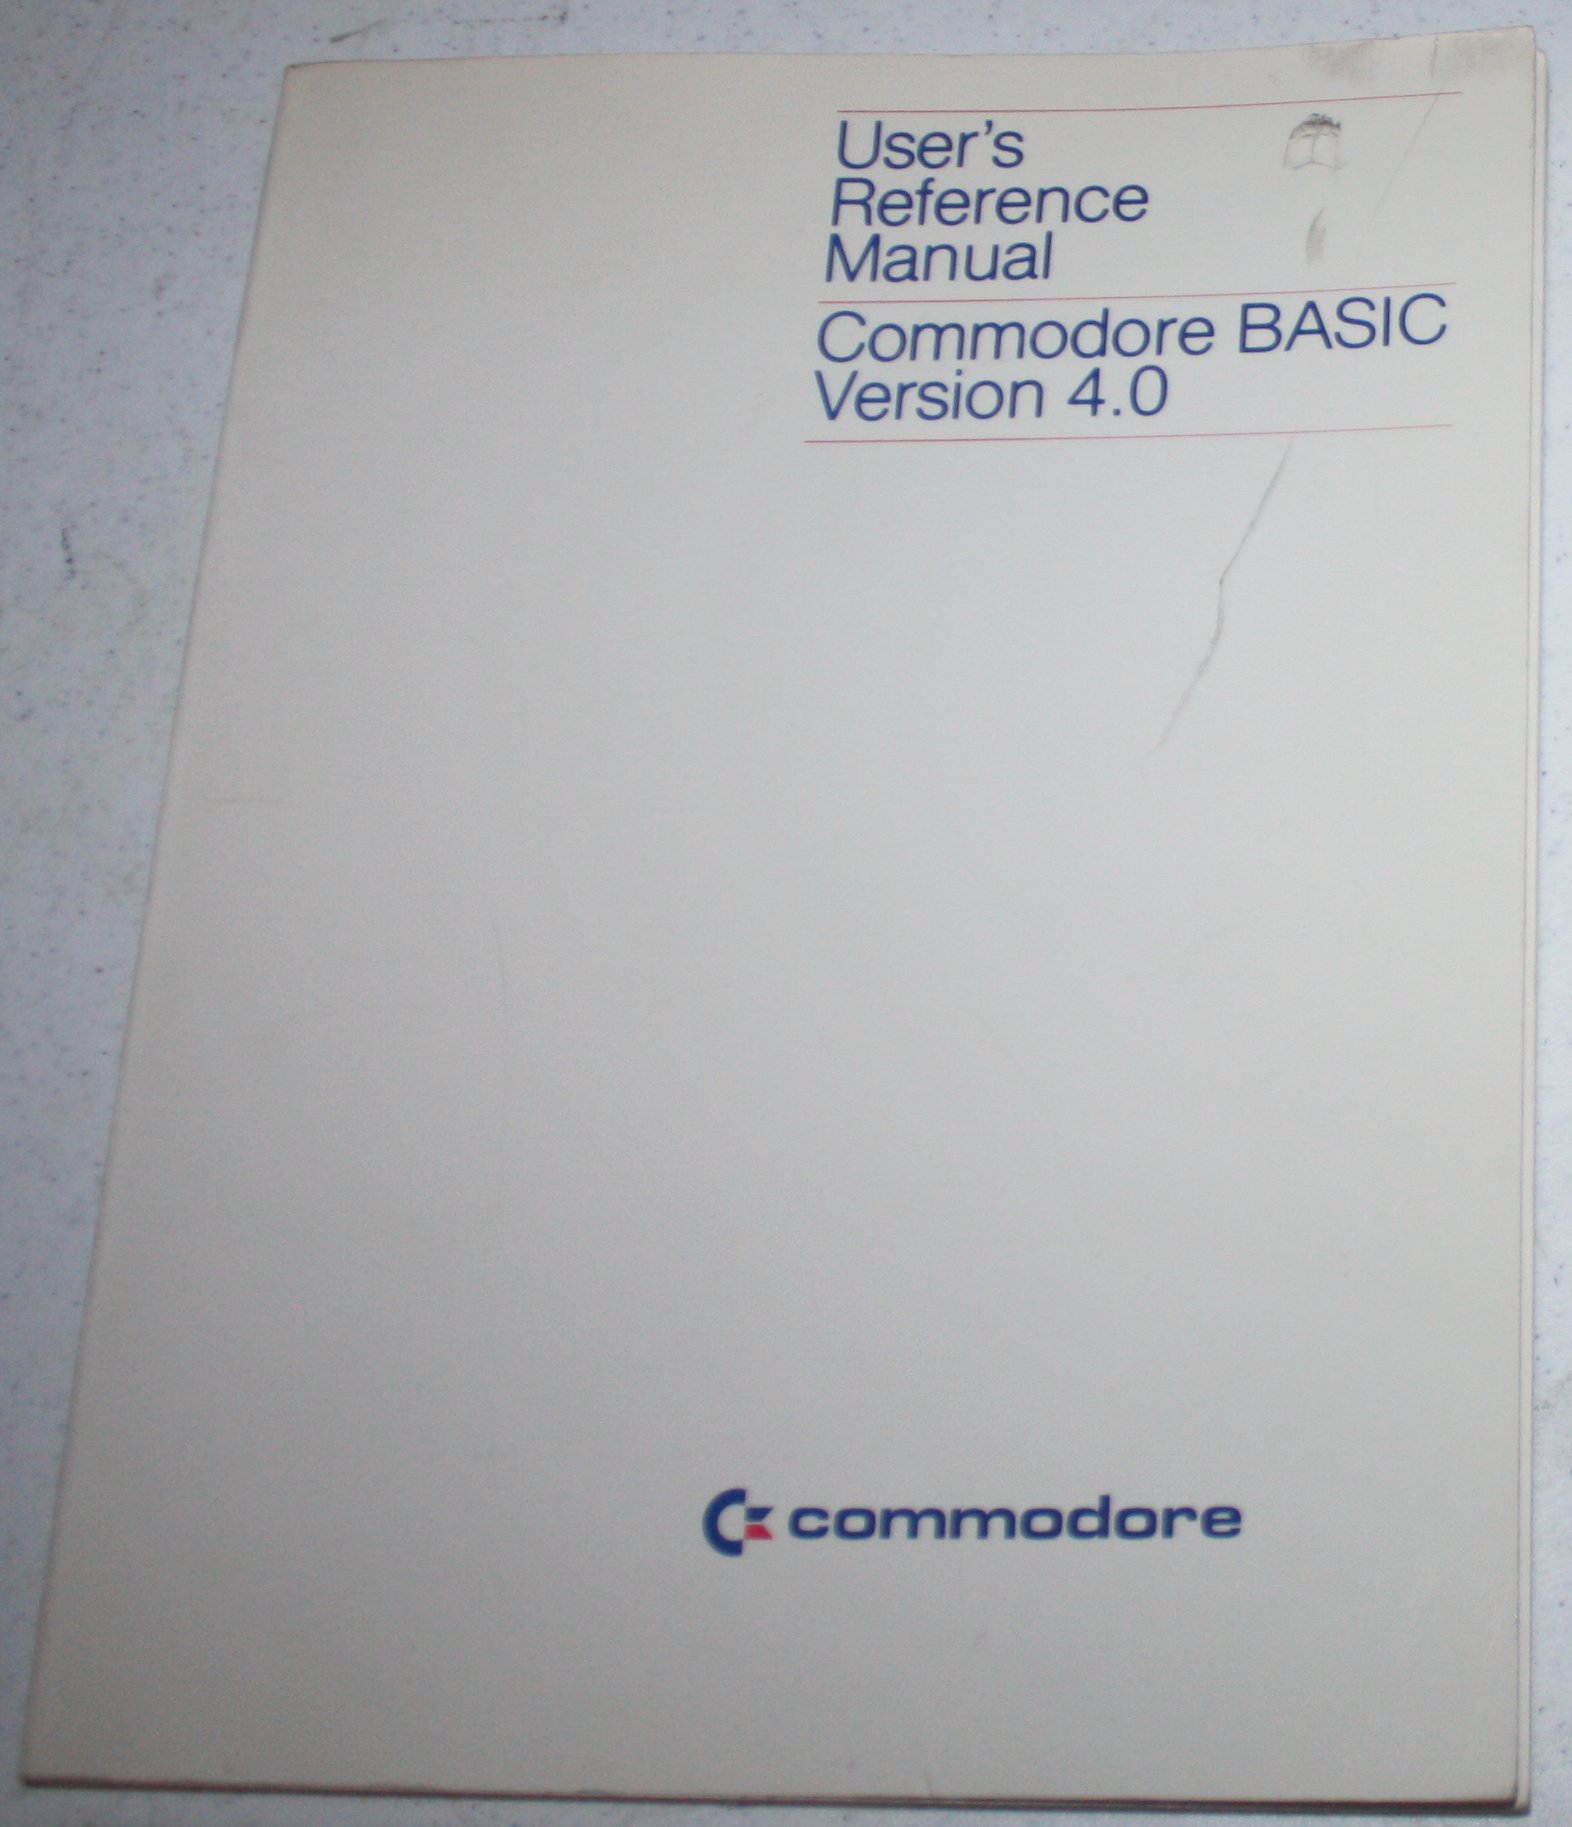 User's
Reference
Manual
Commodore BASIC
Version 4.0
commodore